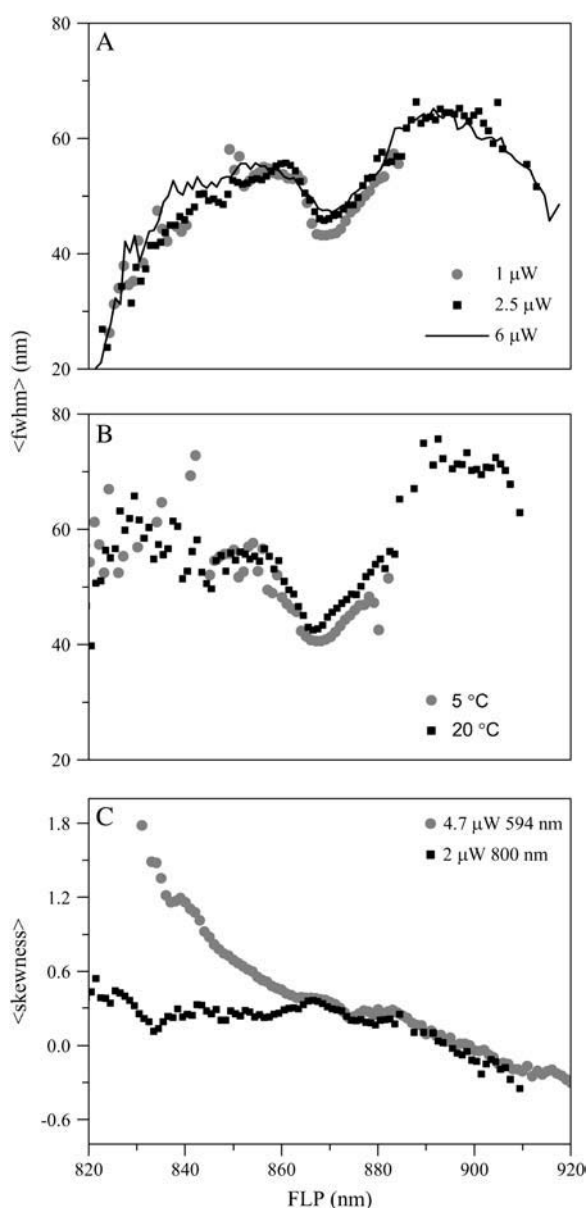 80
A
60
40
20
1 μW
2.5 μW
6 μW
<fwhm> (nm)
80
B
60
40
20
5 °C
20 °C
C
1.8
1.2
0.6
0.0
-0.6
4.7 μW 594 nm
2 μW 800 nm
<skewness>
820 840 860 880 900 920
FLP (nm)